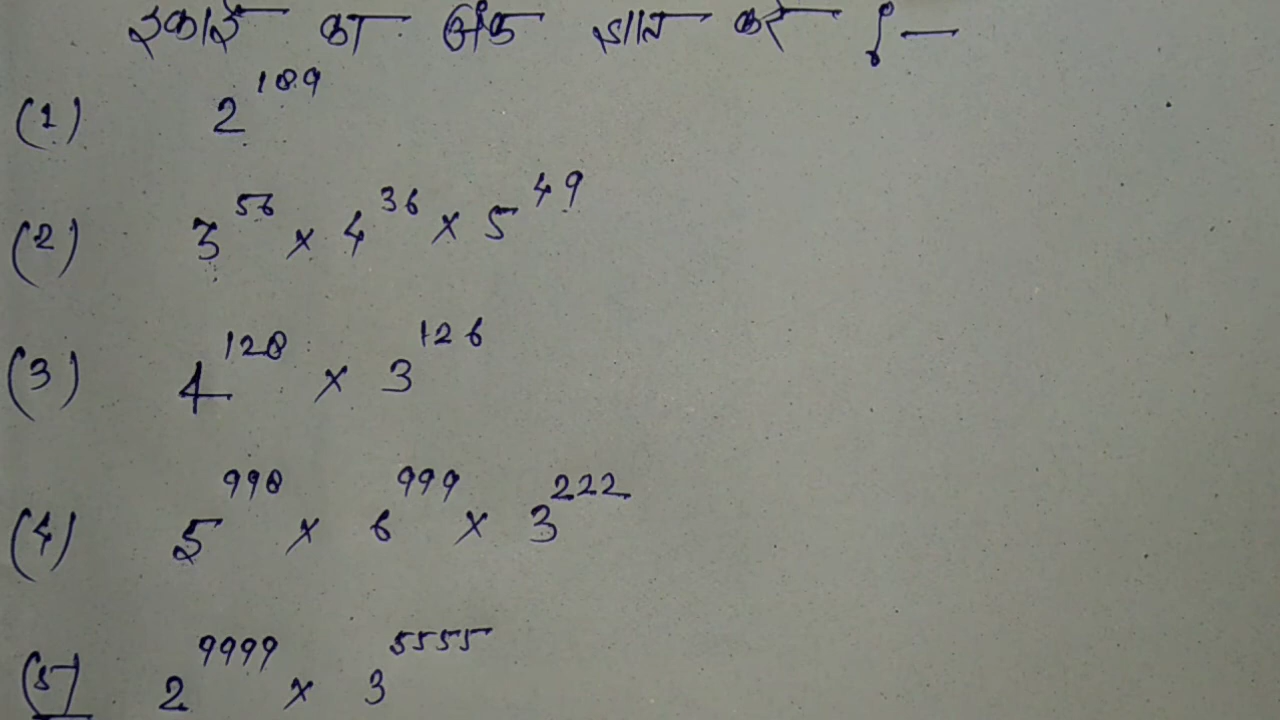 इकाई का अंक ज्ञात करें :—
(1) 2^189
(2) 3^56 × 4^36 × 5^49
(3) 4^128 × 3^126
(4) 5^998 × 6^999 × 3^222
(5) 2^9999 × 3^5555